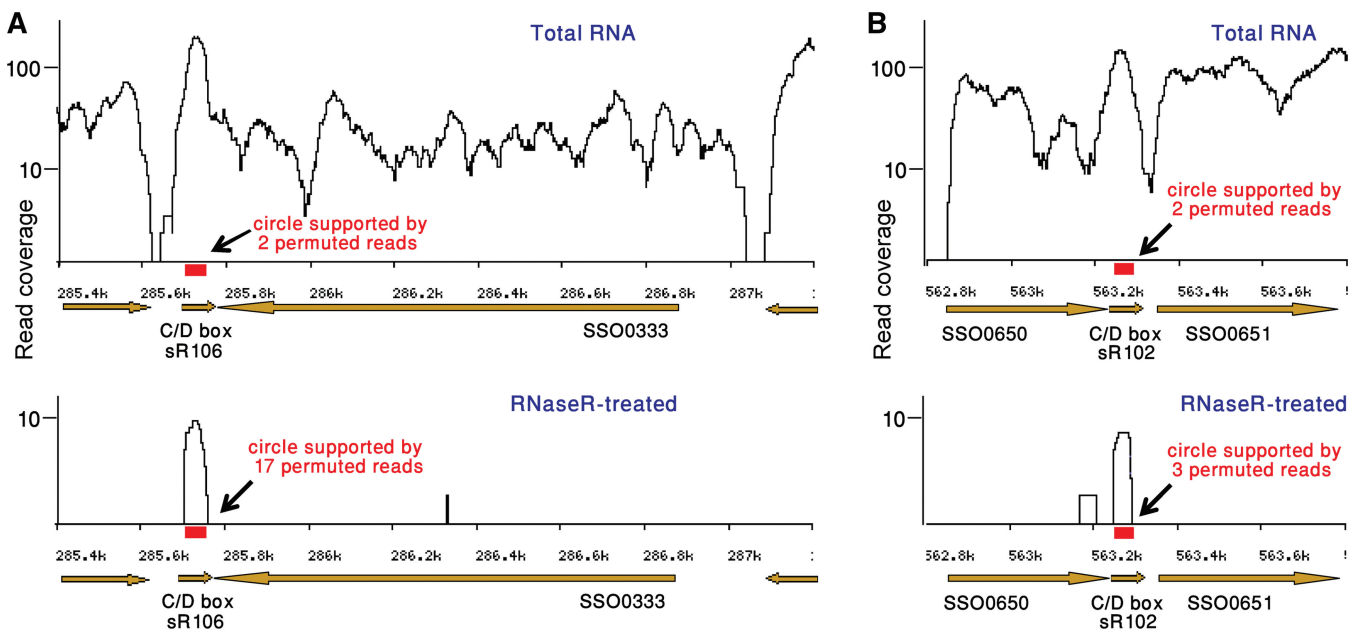 A
Total RNA
100
10
Read coverage
circle supported by
2 permuted reads
285.4k 285.6k 285.8k 286k 286.2k 286.4k 286.6k 286.8k 287k
C/D box
sR106
SSO0333
RNaseR-treated
10
circle supported by
17 permuted reads
285.4k 285.6k 285.8k 286k 286.2k 286.4k 286.6k 286.8k 287k
C/D box
sR106
SSO0333
B
Total RNA
100
10
Read coverage
circle supported by
2 permuted reads
562.8k 563k 563.2k 563.4k 563.6k
SSO0650
C/D box
sR102
SSO0651
RNaseR-treated
10
circle supported by
3 permuted reads
562.8k 563k 563.2k 563.4k 563.6k
SSO0650
C/D box
sR102
SSO0651